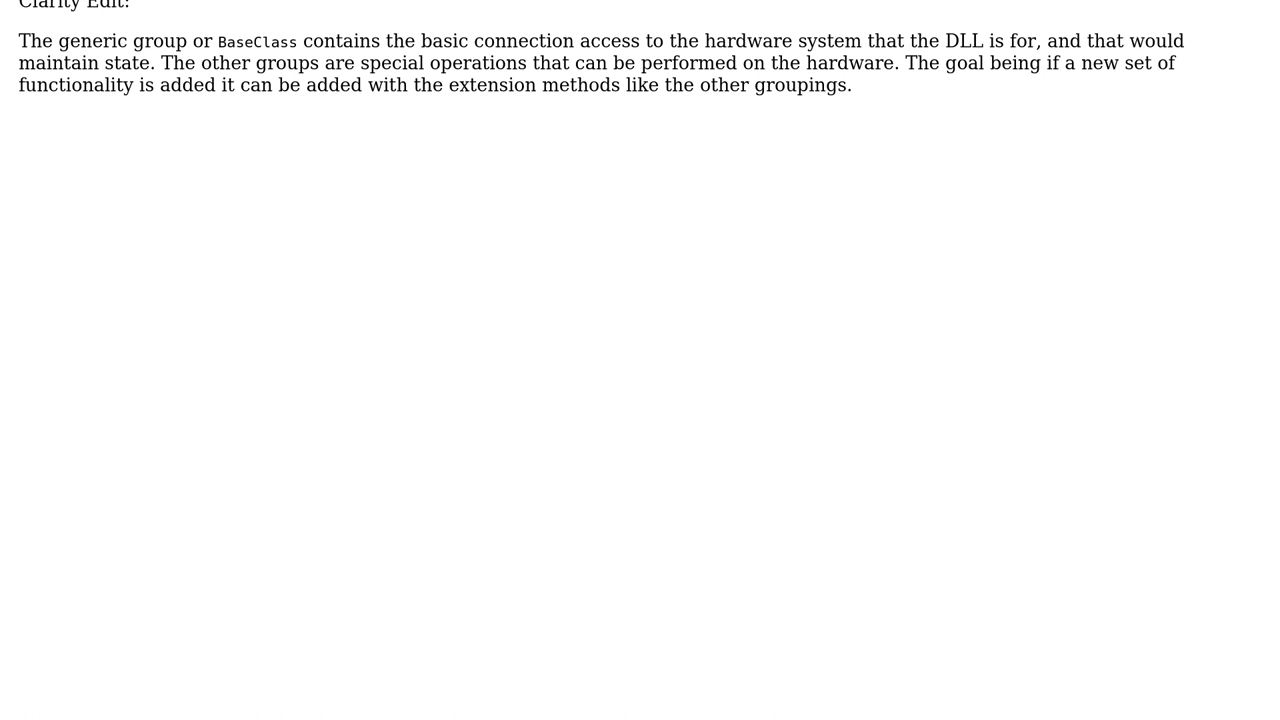 Clarity Edit:
The generic group or BaseClass contains the basic connection access to the hardware system that the DLL is for, and that would
maintain state. The other groups are special operations that can be performed on the hardware. The goal being if a new set of
functionality is added it can be added with the extension methods like the other groupings.